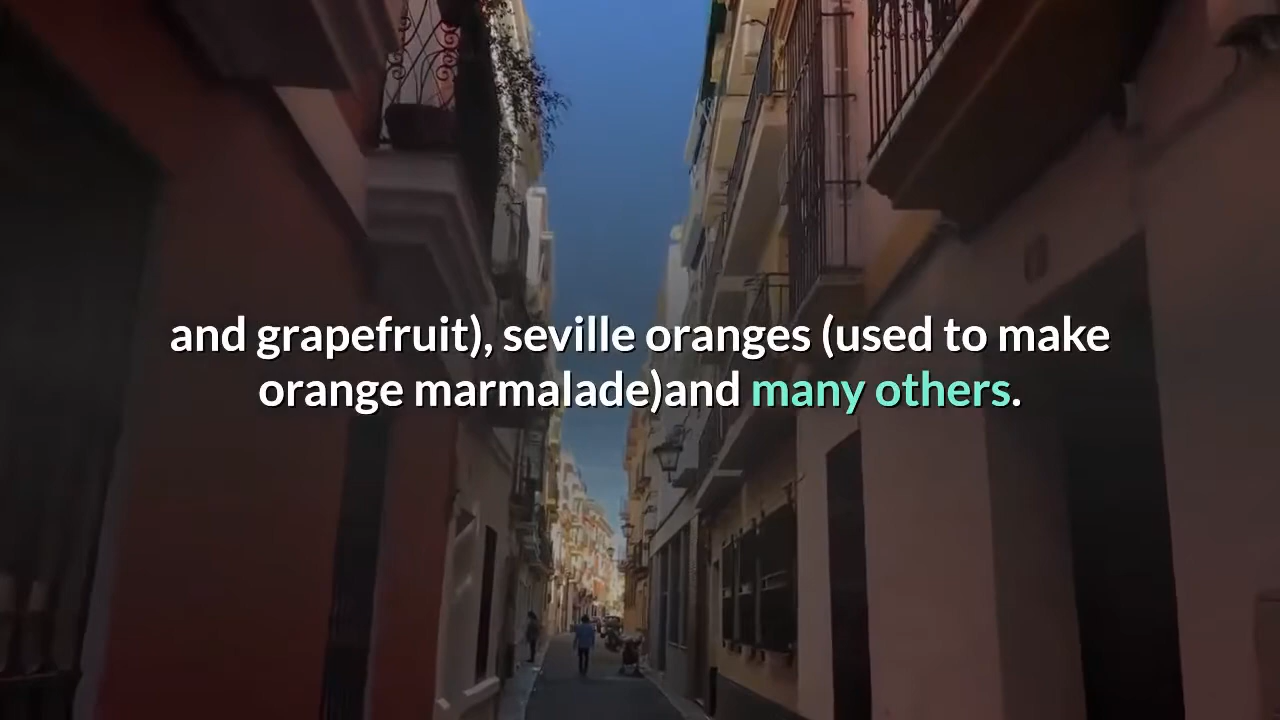 and grapefruit), seville oranges (used to make
orange marmalade)and many others.